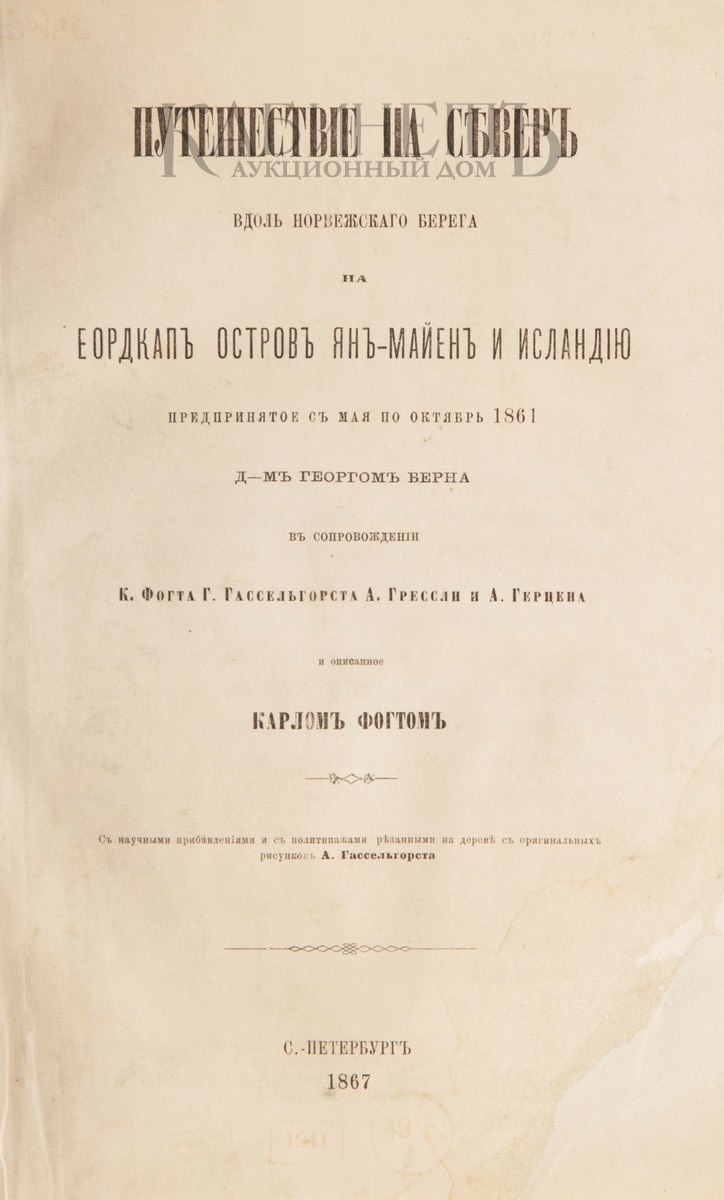 ПУТЕШЕСТВІЕ НА СѢВЕРЪ
КАБИНЕТЪ
АУКЦИОННЫЙ ДОМ
ВДОЛЬ НОРВЕЖСКАГО БЕРЕГА
НА
ЕОРДКАПЪ ОСТРОВЪ ЯНЪ-МАЙЕНЪ И ИСЛАНДІЮ
ПРЕДПРИНЯТОЕ СЪ МАЯ ПО ОКТЯБРЬ 1861
Д—МЪ ГЕОРГОМЪ БЕРНА
ВЪ СОПРОВОЖДЕНІИ
К. ФОГТА Г. ГАССЕЛЬГОРСТА А. ГРЕССЛИ И А. ГЕРЦЕНА
и описанное
КАРЛОМЪ ФОГТОМЪ
Съ научными прибавленіями и съ политипажами рѣзанными на деревѣ съ оригинальныхъ
рисунковъ А. Гассельгорста
С.-ПЕТЕРБУРГЪ
1867